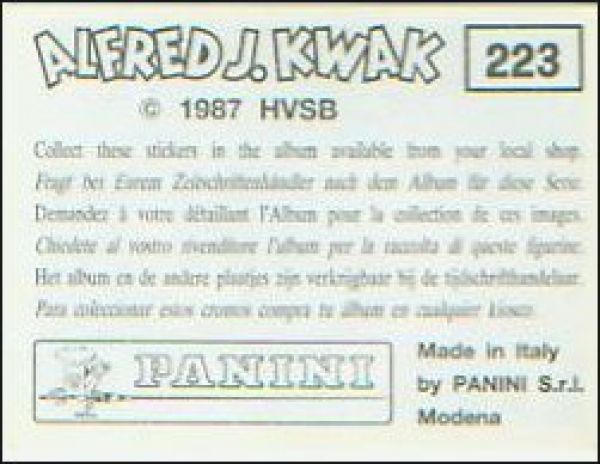 ALFRED J. KWAK
223
© 1987 HVSB
Collect these stickers in the album available from your local shop.
Fragt bei Eurem Zeitschriftenhändler nach dem Album für diese Serie.
Demandez à votre détaillant l'Album pour la collection de ces images.
Chiedete al vostro rivenditore l'album per la raccolta di queste figurine.
Het album en de andere plaatjes zijn verkrijgbaar bij de tijdschrifthandelaar.
Para coleccionar estos cromos compra tu álbum en cualquier kiosco.
PANINI
Made in Italy
by PANINI S.r.l.
Modena